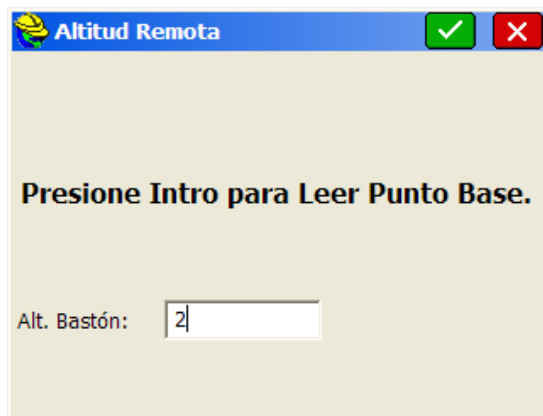 Altitud Remota
Presione Intro para Leer Punto Base.
Alt. Bastón: 2